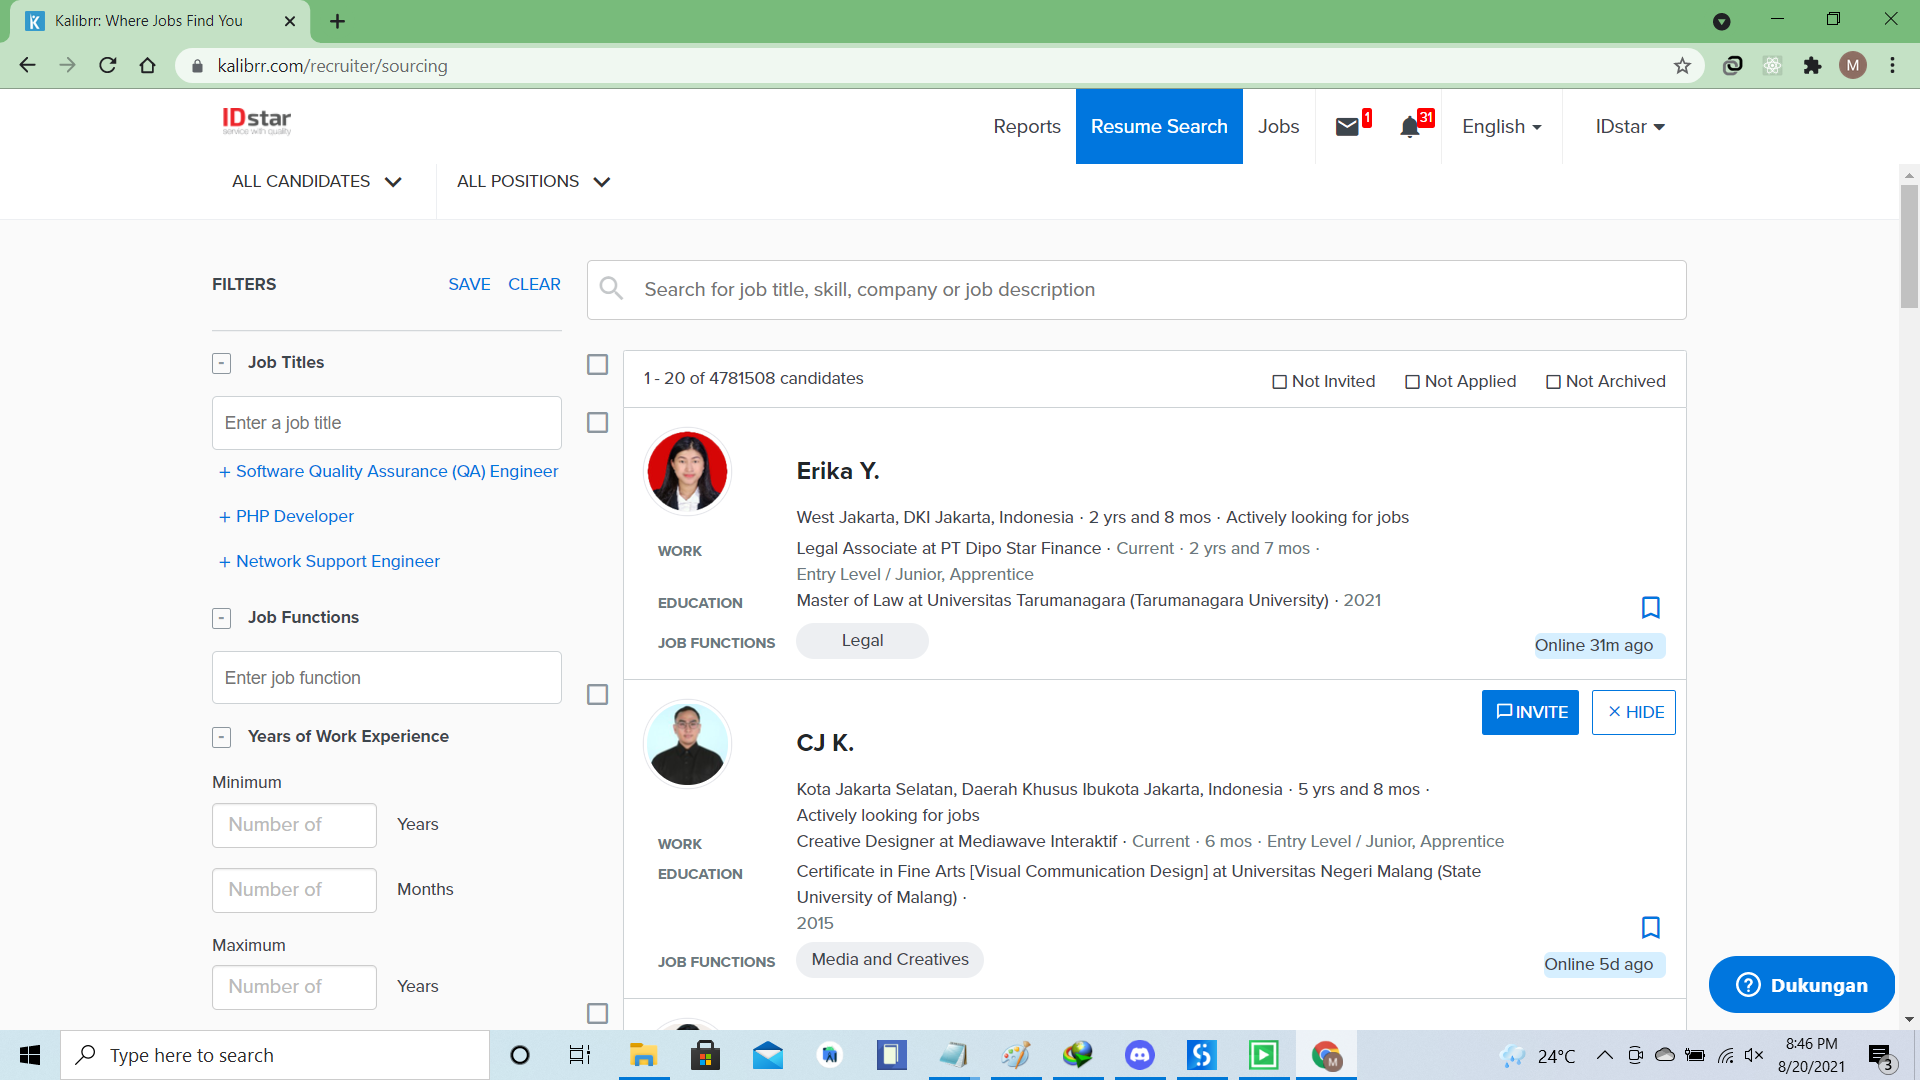 Kalibrr: Where Jobs Find You
kalibrr.com/recruiter/sourcing
M
IDstar
service with quality
Reports
Resume Search
Jobs
1
31
English
IDstar
ALL CANDIDATES
ALL POSITIONS
FILTERS
SAVE
CLEAR
Search for job title, skill, company or job description
- Job Titles
Enter a job title
+ Software Quality Assurance (QA) Engineer
+ PHP Developer
+ Network Support Engineer
- Job Functions
Enter job function
- Years of Work Experience
Minimum
Number of Years
Number of Months
Maximum
Number of Years
1 - 20 of 4781508 candidates
Not Invited
Not Applied
Not Archived
Erika Y.
West Jakarta, DKI Jakarta, Indonesia · 2 yrs and 8 mos · Actively looking for jobs
WORK
Legal Associate at PT Dipo Star Finance · Current · 2 yrs and 7 mos ·
Entry Level / Junior, Apprentice
EDUCATION
Master of Law at Universitas Tarumanagara (Tarumanagara University) · 2021
JOB FUNCTIONS
Legal
Online 31m ago
INVITE
HIDE
CJ K.
Kota Jakarta Selatan, Daerah Khusus Ibukota Jakarta, Indonesia · 5 yrs and 8 mos ·
Actively looking for jobs
WORK
Creative Designer at Mediawave Interaktif · Current · 6 mos · Entry Level / Junior, Apprentice
EDUCATION
Certificate in Fine Arts [Visual Communication Design] at Universitas Negeri Malang (State
University of Malang) ·
2015
JOB FUNCTIONS
Media and Creatives
Online 5d ago
Dukungan
Type here to search
M
24°C
8:46 PM
8/20/2021
3